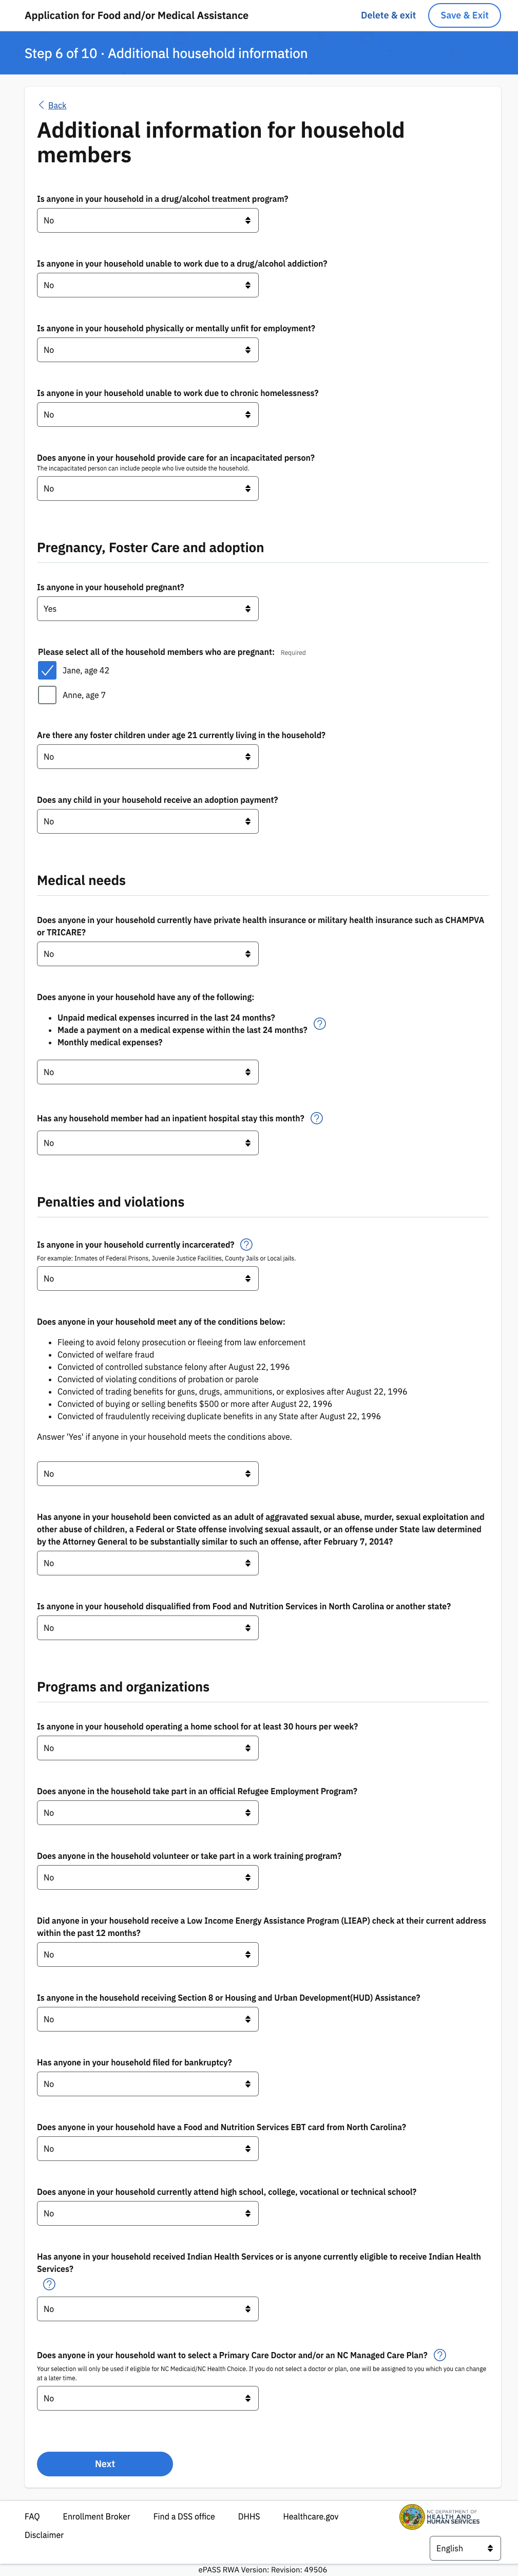 Application for Food and/or Medical Assistance
Delete & exit
Save & Exit
Step 6 of 10 · Additional household information
Back
Additional information for household
members
Is anyone in your household in a drug/alcohol treatment program?
No
Is anyone in your household unable to work due to a drug/alcohol addiction?
No
Is anyone in your household physically or mentally unfit for employment?
No
Is anyone in your household unable to work due to chronic homelessness?
No
Does anyone in your household provide care for an incapacitated person?
The incapacitated person can include people who live outside the household.
No
Pregnancy, Foster Care and adoption
Is anyone in your household pregnant?
Yes
Please select all of the household members who are pregnant: Required
Jane, age 42
Anne, age 7
Are there any foster children under age 21 currently living in the household?
No
Does any child in your household receive an adoption payment?
No
Medical needs
Does anyone in your household currently have private health insurance or military health insurance such as CHAMPVA
or TRICARE?
No
Does anyone in your household have any of the following:
• Unpaid medical expenses incurred in the last 24 months?
• Made a payment on a medical expense within the last 24 months?
• Monthly medical expenses?
No
Has any household member had an inpatient hospital stay this month?
No
Penalties and violations
Is anyone in your household currently incarcerated?
For example: Inmates of Federal Prisons, Juvenile Justice Facilities, County Jails or Local jails.
No
Does anyone in your household meet any of the conditions below:
• Fleeing to avoid felony prosecution or fleeing from law enforcement
• Convicted of welfare fraud
• Convicted of controlled substance felony after August 22, 1996
• Convicted of violating conditions of probation or parole
• Convicted of trading benefits for guns, drugs, ammunitions, or explosives after August 22, 1996
• Convicted of buying or selling benefits $500 or more after August 22, 1996
• Convicted of fraudulently receiving duplicate benefits in any State after August 22, 1996
Answer 'Yes' if anyone in your household meets the conditions above.
No
Has anyone in your household been convicted as an adult of aggravated sexual abuse, murder, sexual exploitation and
other abuse of children, a Federal or State offense involving sexual assault, or an offense under State law determined
by the Attorney General to be substantially similar to such an offense, after February 7, 2014?
No
Is anyone in your household disqualified from Food and Nutrition Services in North Carolina or another state?
No
Programs and organizations
Is anyone in your household operating a home school for at least 30 hours per week?
No
Does anyone in the household take part in an official Refugee Employment Program?
No
Does anyone in the household volunteer or take part in a work training program?
No
Did anyone in your household receive a Low Income Energy Assistance Program (LIEAP) check at their current address
within the past 12 months?
No
Is anyone in the household receiving Section 8 or Housing and Urban Development(HUD) Assistance?
No
Has anyone in your household filed for bankruptcy?
No
Does anyone in your household have a Food and Nutrition Services EBT card from North Carolina?
No
Does anyone in your household currently attend high school, college, vocational or technical school?
No
Has anyone in your household received Indian Health Services or is anyone currently eligible to receive Indian Health
Services?
No
Does anyone in your household want to select a Primary Care Doctor and/or an NC Managed Care Plan?
Your selection will only be used if eligible for NC Medicaid/NC Health Choice. If you do not select a doctor or plan, one will be assigned to you which you can change
at a later time.
No
Next
FAQ
Enrollment Broker
Find a DSS office
DHHS
Healthcare.gov
Disclaimer
NC DEPARTMENT OF
HEALTH AND
HUMAN SERVICES
English
ePASS RWA Version: Revision: 49506